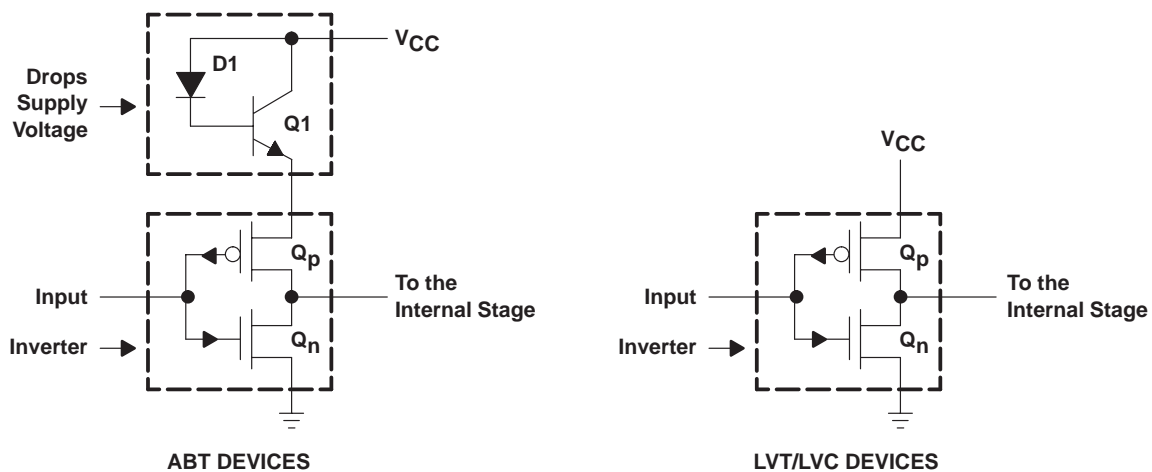 VCC
D1
Drops
Supply
Voltage
Q1
Qp
Input
To the
Internal Stage
Qn
Inverter
ABT DEVICES
VCC
Qp
Input
To the
Internal Stage
Qn
Inverter
LVT/LVC DEVICES